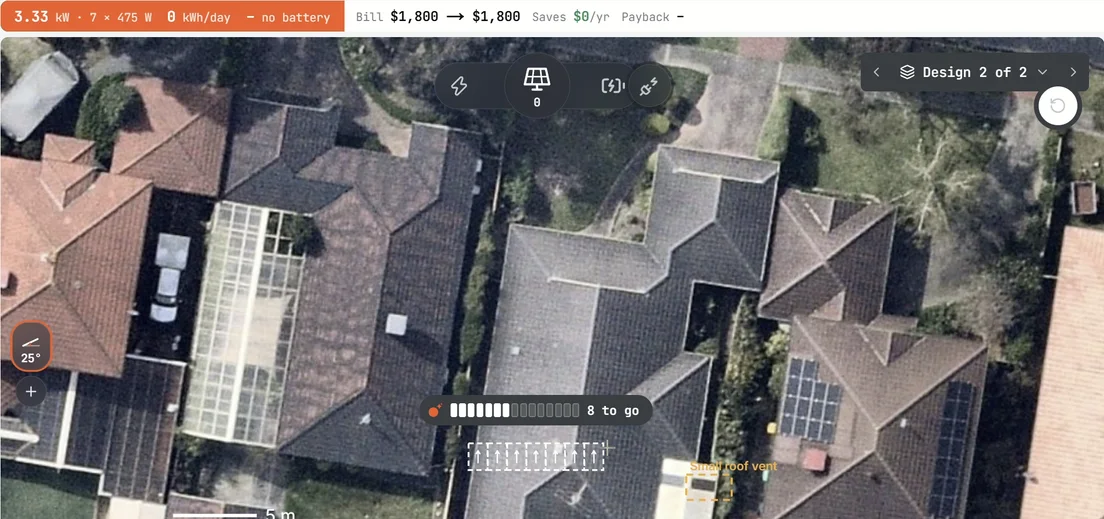 3.33 kW · 7 × 475 W 0 kWh/day – no battery Bill $1,800 → $1,800 Saves $0/yr Payback –
Design 2 of 2
0
25°
8 to go
Small roof vent
5 m